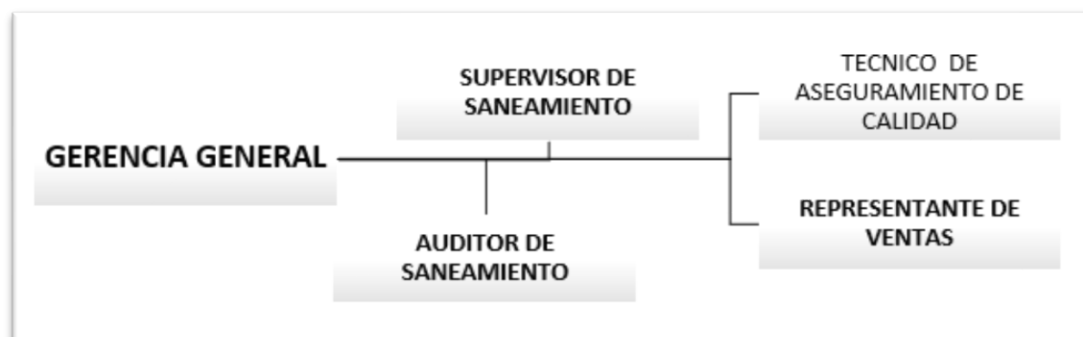 GERENCIA GENERAL
SUPERVISOR DE
SANEAMIENTO
AUDITOR DE
SANEAMIENTO
TECNICO DE
ASEGURAMIENTO DE
CALIDAD
REPRESENTANTE DE
VENTAS